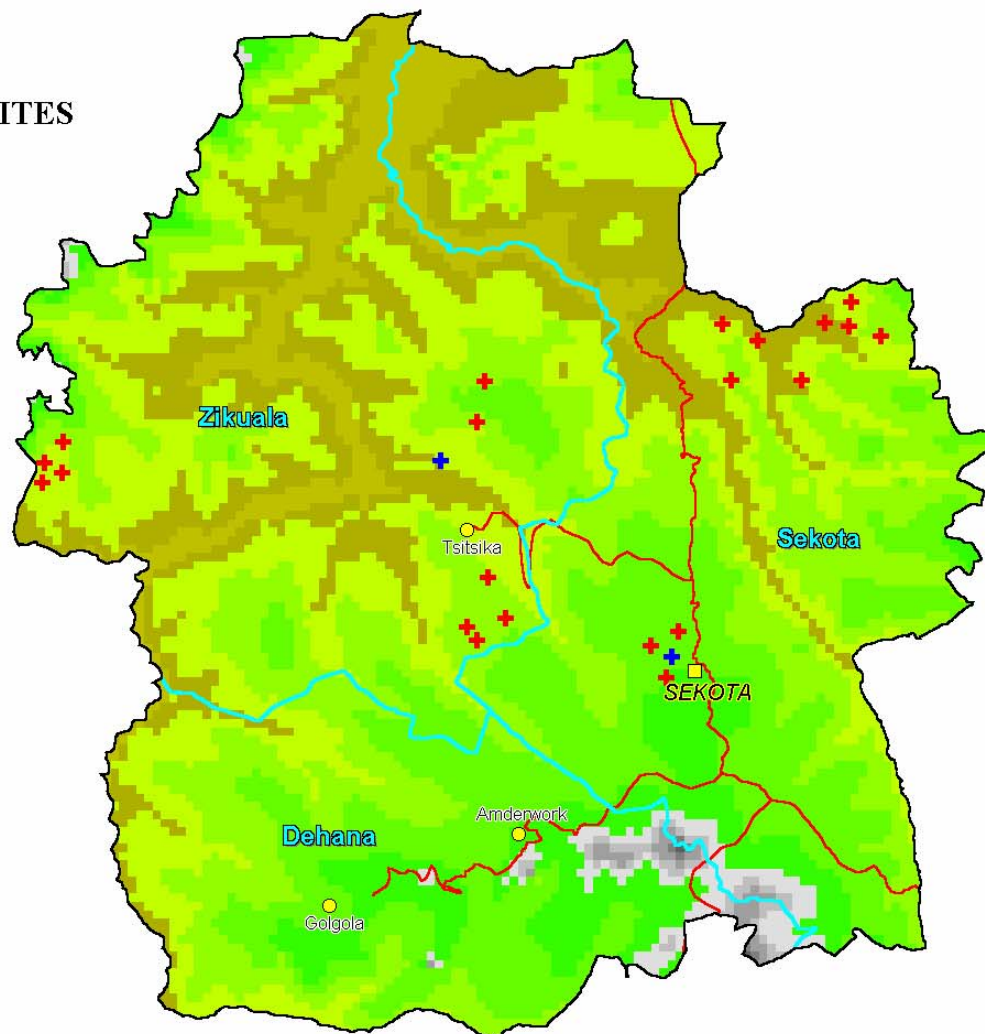 ITES
Zikuala
Tsitsika
Sekota
SEKOTA
Amderwork
Dehana
Golgola